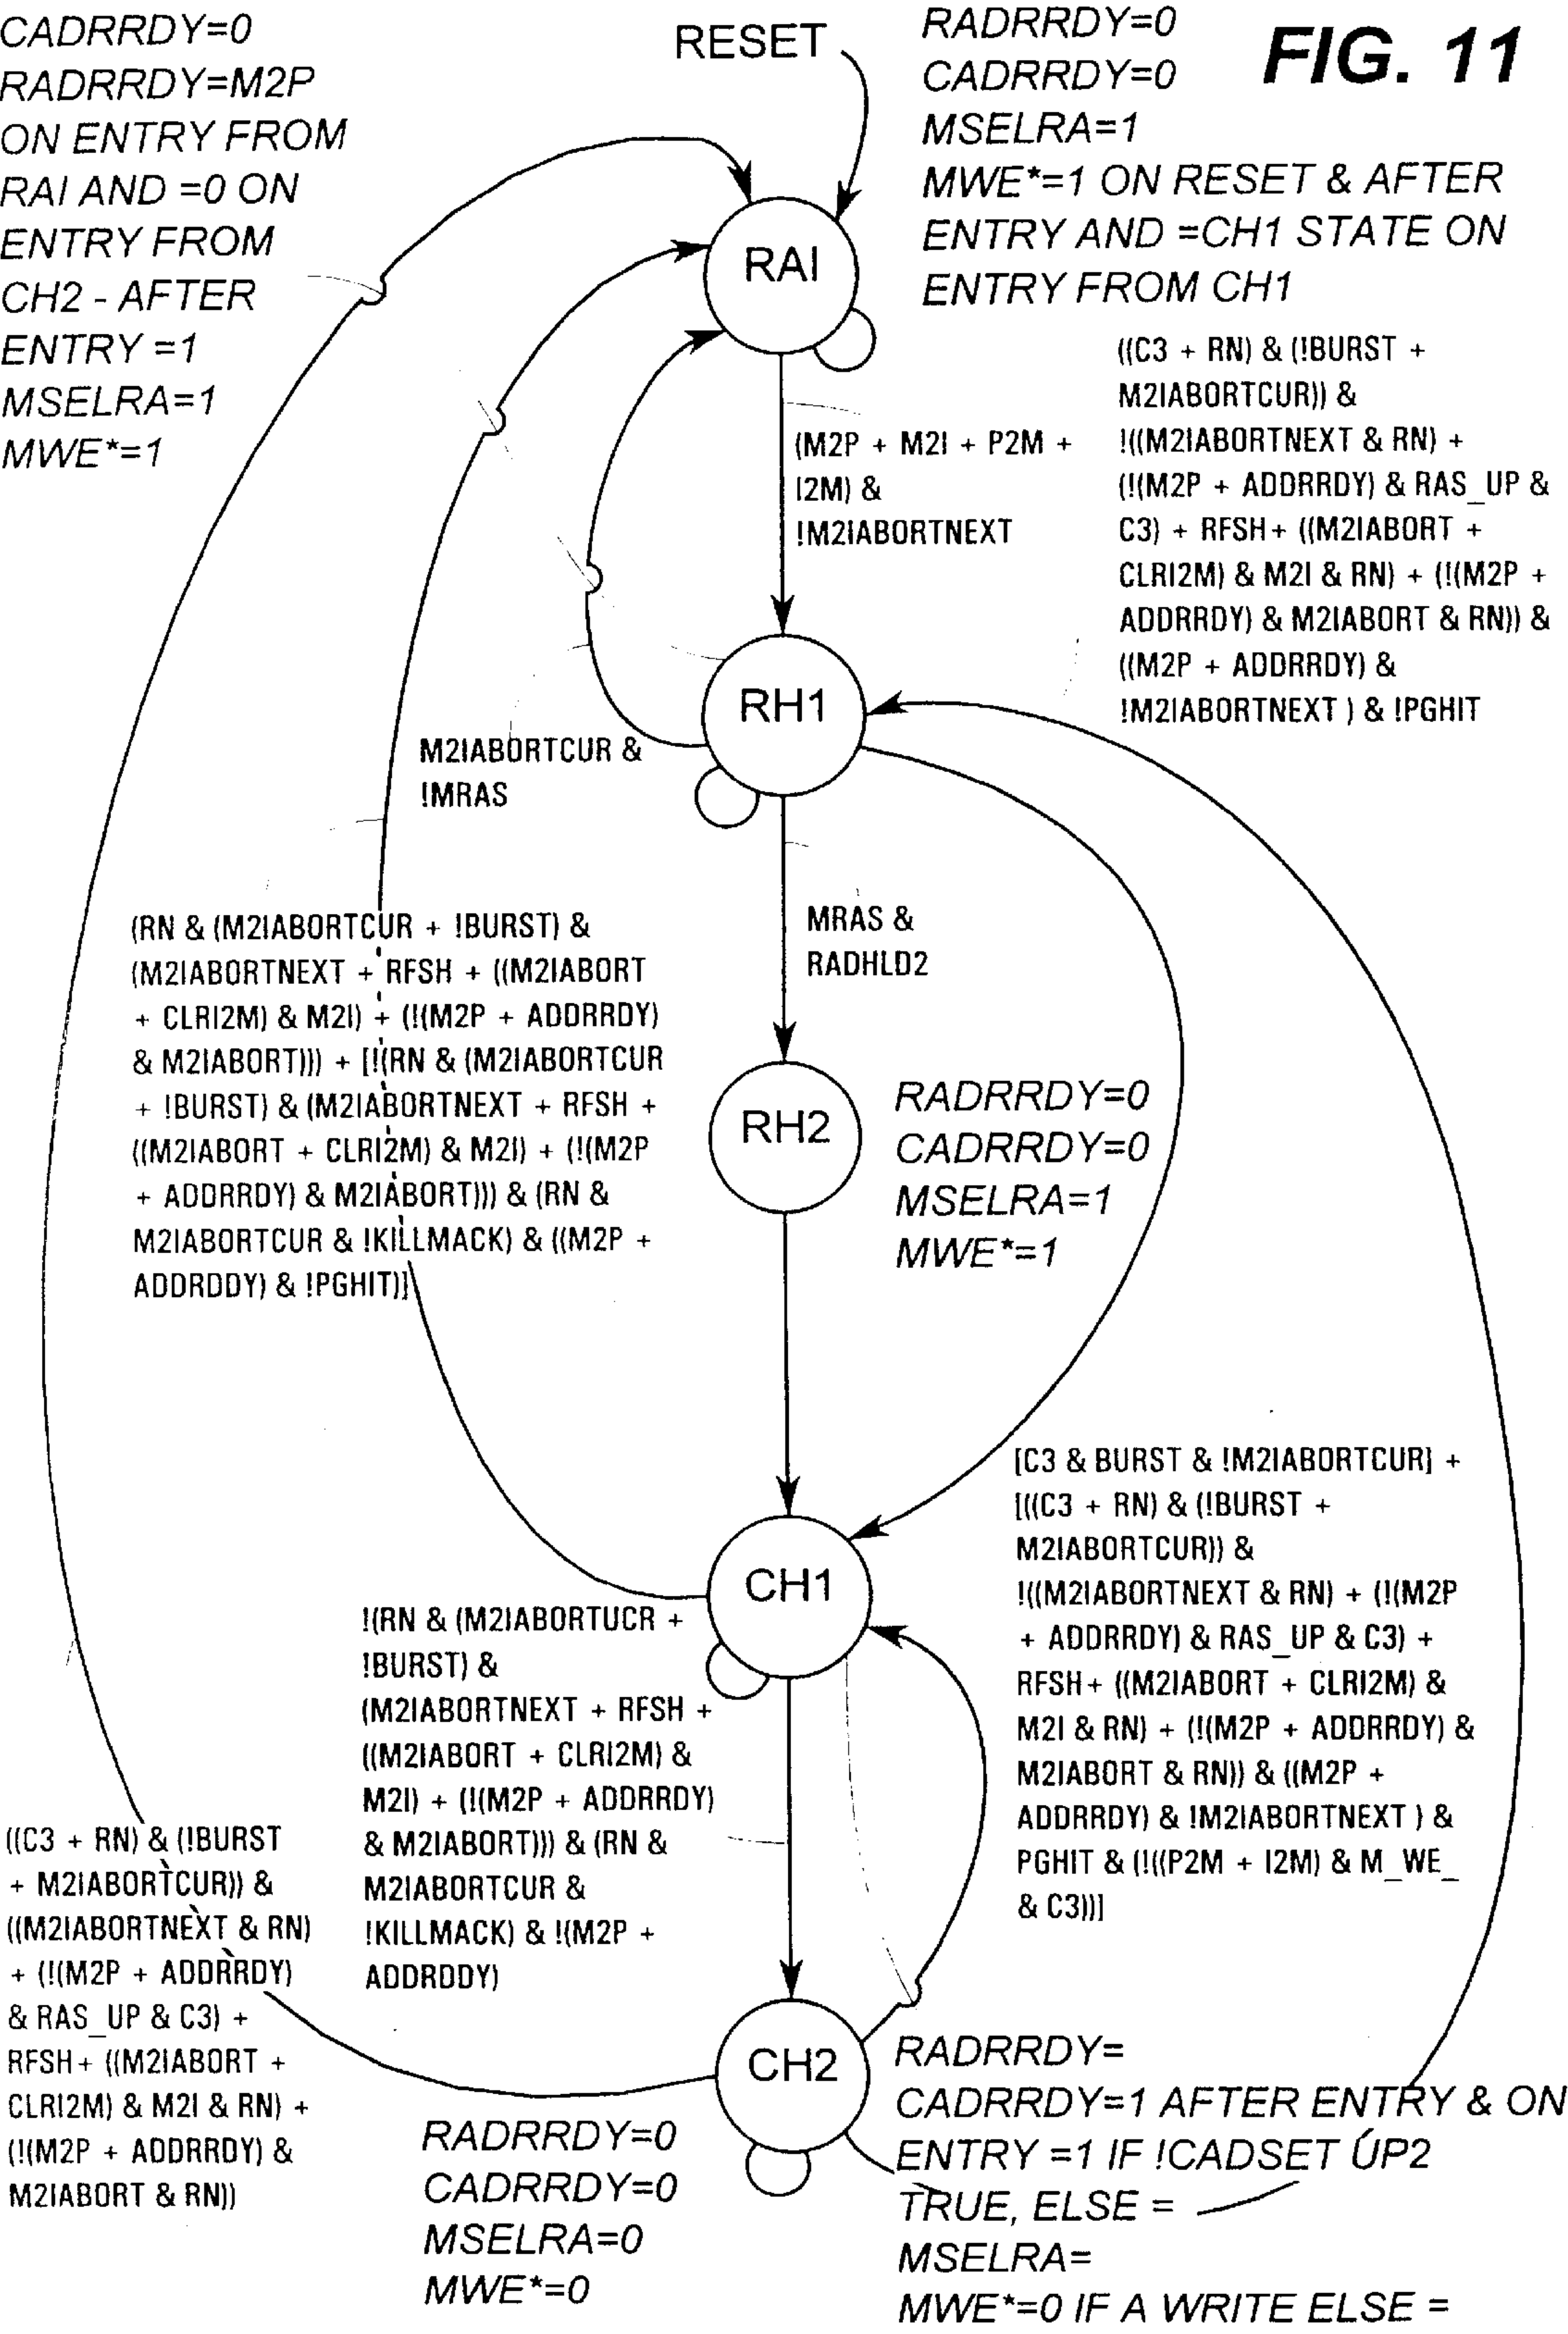 CADRRDY=0
RADRRDY=M2P
ON ENTRY FROM
RAI AND =0 ON
ENTRY FROM
CH2 - AFTER
ENTRY =1
MSELRA=1
MWE*=1
RESET
RADRRDY=0
CADRRDY=0
MSELRA=1
MWE*=1 ON RESET & AFTER
ENTRY AND =CH1 STATE ON
ENTRY FROM CH1
FIG. 11
RAI
(M2P + M2I + P2M +
I2M) &
!M2IABORTNEXT
((C3 + RN) & (!BURST +
M2IABORTCUR)) &
!((M2IABORTNEXT & RN) +
(!(M2P + ADDRRDY) & RAS_UP &
C3) + RFSH+ ((M2IABORT +
CLRI2M) & M2I & RN) + (!(M2P +
ADDRRDY) & M2IABORT & RN)) &
((M2P + ADDRRDY) &
!M2IABORTNEXT ) & !PGHIT
RH1
M2IABORTCUR &
!MRAS
MRAS &
RADHLD2
(RN & (M2IABORTCUR + !BURST) &
(M2IABORTNEXT + RFSH + ((M2IABORT
+ CLRI2M) & M2I) + (!(M2P + ADDRRDY)
& M2IABORT))) + [!(RN & (M2IABORTCUR
+ !BURST) & (M2IABORTNEXT + RFSH +
((M2IABORT + CLRI2M) & M2I) + (!(M2P
+ ADDRRDY) & M2IABORT))) & (RN &
M2IABORTCUR & !KILLMACK) & ((M2P +
ADDRDDY) & !PGHIT)]
RH2
RADRRDY=0
CADRRDY=0
MSELRA=1
MWE*=1
CH1
[C3 & BURST & !M2IABORTCUR] +
[((C3 + RN) & (!BURST +
M2IABORTCUR)) &
!((M2IABORTNEXT & RN) + (!(M2P
+ ADDRRDY) & RAS_UP & C3) +
RFSH+ ((M2IABORT + CLRI2M) &
M2I & RN) + (!(M2P + ADDRRDY) &
M2IABORT & RN)) & ((M2P +
ADDRRDY) & !M2IABORTNEXT ) &
PGHIT & (!((P2M + I2M) & M_WE_
& C3))]
!(RN & (M2IABORTUCR +
!BURST) &
(M2IABORTNEXT + RFSH +
((M2IABORT + CLRI2M) &
M2I) + (!(M2P + ADDRRDY)
& M2IABORT))) & (RN &
M2IABORTCUR &
!KILLMACK) & !(M2P +
ADDRDDY)
((C3 + RN) & (!BURST
+ M2IABORTCUR)) &
((M2IABORTNEXT & RN)
+ (!(M2P + ADDRRDY)
& RAS_UP & C3) +
RFSH+ ((M2IABORT +
CLRI2M) & M2I & RN) +
(!(M2P + ADDRRDY) &
M2IABORT & RN))
CH2
RADRRDY=0
CADRRDY=0
MSELRA=0
MWE*=0
RADRRDY=
CADRRDY=1 AFTER ENTRY & ON
ENTRY =1 IF !CADSET UP2
TRUE, ELSE =
MSELRA=
MWE*=0 IF A WRITE ELSE =